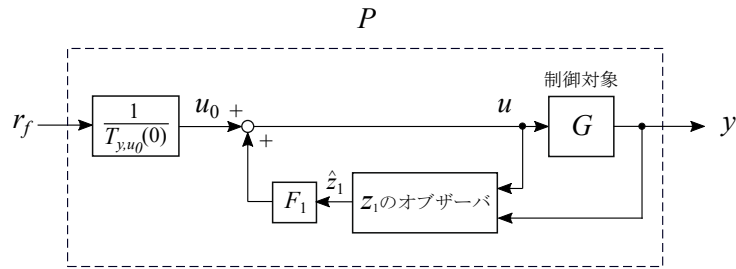 P
制御対象
r_f
1
T_{y,u_0}(0)
u_0
+
+
u
G
y
F_1
ẑ_1
z_1のオブザーバ